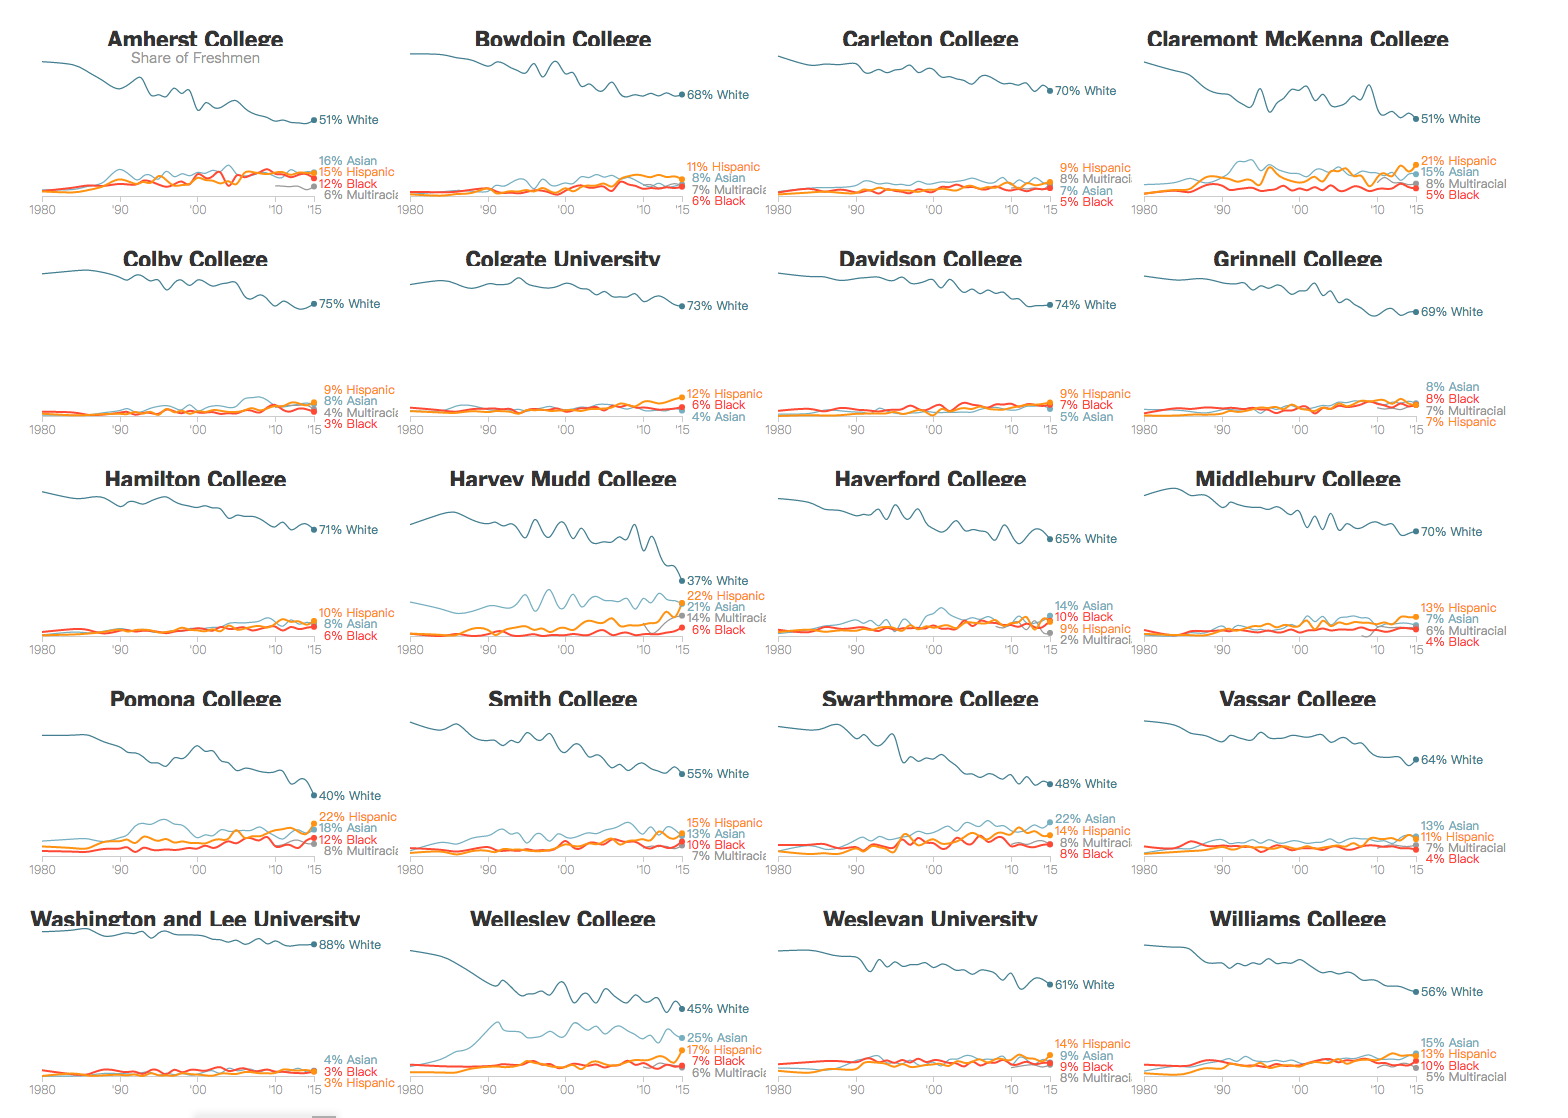 Amherst College
Share of Freshmen
51% White
16% Asian
15% Hispanic
12% Black
6% Multiracial
1980 '90 '00 '10 '15
Bowdoin College
68% White
11% Hispanic
8% Asian
7% Multiracia
6% Black
1980 '90 '00 '10 '15
Carleton College
70% White
9% Hispanic
8% Multiraci
7% Asian
5% Black
1980 '90 '00 '10 '15
Claremont McKenna College
51% White
21% Hispanic
15% Asian
8% Multiracial
5% Black
1980 '90 '00 '10 '15
Colby College
75% White
9% Hispanic
8% Asian
4% Multiracia
3% Black
1980 '90 '00 '10 '15
Colgate University
73% White
12% Hispanic
6% Black
4% Asian
1980 '90 '00 '10 '15
Davidson College
74% White
9% Hispanic
7% Black
5% Asian
1980 '90 '00 '10 '15
Grinnell College
69% White
8% Asian
8% Black
7% Multiracial
7% Hispanic
1980 '90 '00 '10 '15
Hamilton College
71% White
10% Hispanic
8% Asian
6% Black
1980 '90 '00 '10 '15
Harvey Mudd College
37% White
22% Hispanic
21% Asian
14% Multiracia
6% Black
1980 '90 '00 '10 '15
Haverford College
65% White
14% Asian
10% Black
9% Hispanic
2% Multiraci
1980 '90 '00 '10 '15
Middlebury College
70% White
13% Hispanic
7% Asian
6% Multiracial
4% Black
1980 '90 '00 '10 '15
Pomona College
40% White
22% Hispanic
18% Asian
12% Black
8% Multiracia
1980 '90 '00 '10 '15
Smith College
55% White
15% Hispanic
13% Asian
10% Black
7% Multiracia
1980 '90 '00 '10 '15
Swarthmore College
48% White
22% Asian
14% Hispanic
8% Multiraci
8% Black
1980 '90 '00 '10 '15
Vassar College
64% White
13% Asian
11% Hispanic
7% Multiracial
4% Black
1980 '90 '00 '10 '15
Washington and Lee University
88% White
4% Asian
3% Black
3% Hispanic
1980 '90 '00 '10 '15
Wellesley College
45% White
25% Asian
17% Hispanic
7% Black
6% Multiracia
1980 '90 '00 '10 '15
Wesleyan University
61% White
14% Hispanic
9% Asian
9% Black
8% Multiraci
1980 '90 '00 '10 '15
Williams College
56% White
15% Asian
13% Hispanic
10% Black
5% Multiracial
1980 '90 '00 '10 '15